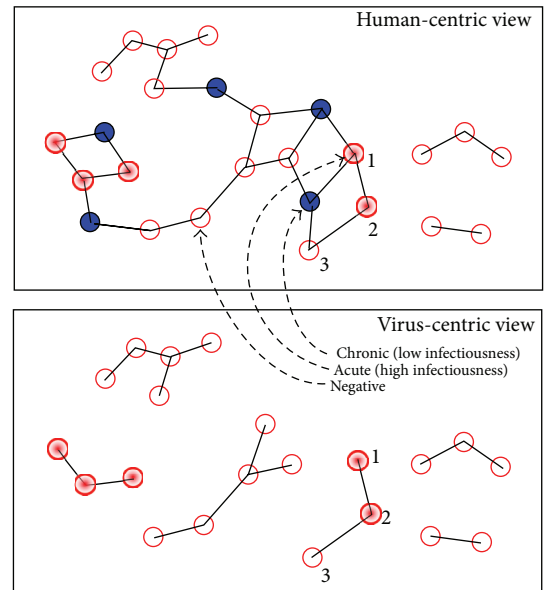 Human-centric view
1
2
3
Virus-centric view
Chronic (low infectiousness)
Acute (high infectiousness)
Negative
1
2
3